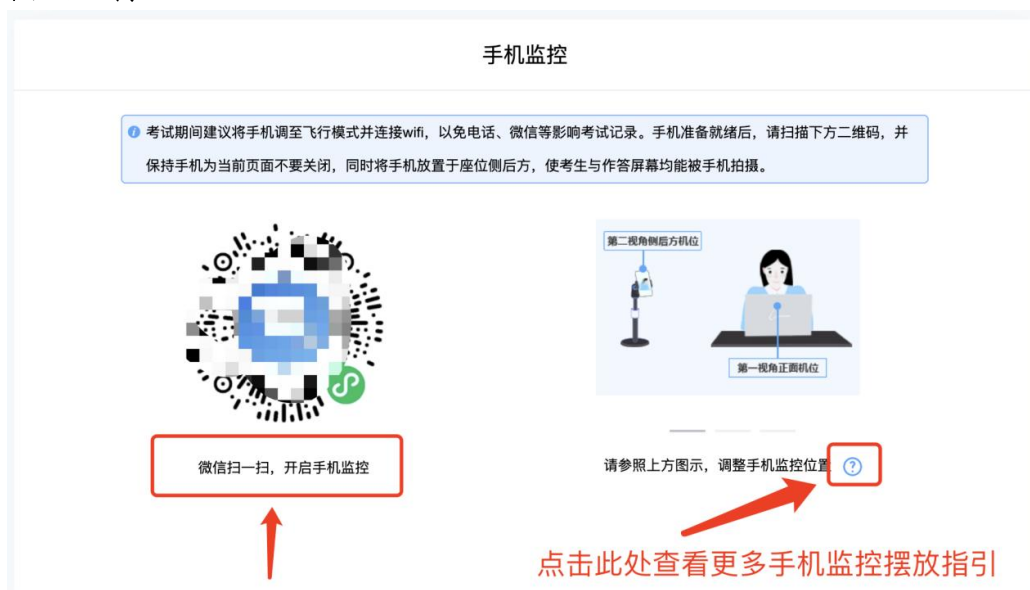 手机监控
考试期间建议将手机调至飞行模式并连接wifi，以免电话、微信等影响考试记录。手机准备就绪后，请扫描下方二维码，并
保持手机为当前页面不要关闭，同时将手机放置于座位侧后方，使考生与作答屏幕均能被手机拍摄。
第二视角侧后方机位
第一视角正面机位
微信扫一扫，开启手机监控
请参照上方图示，调整手机监控位置
点击此处查看更多手机监控摆放指引